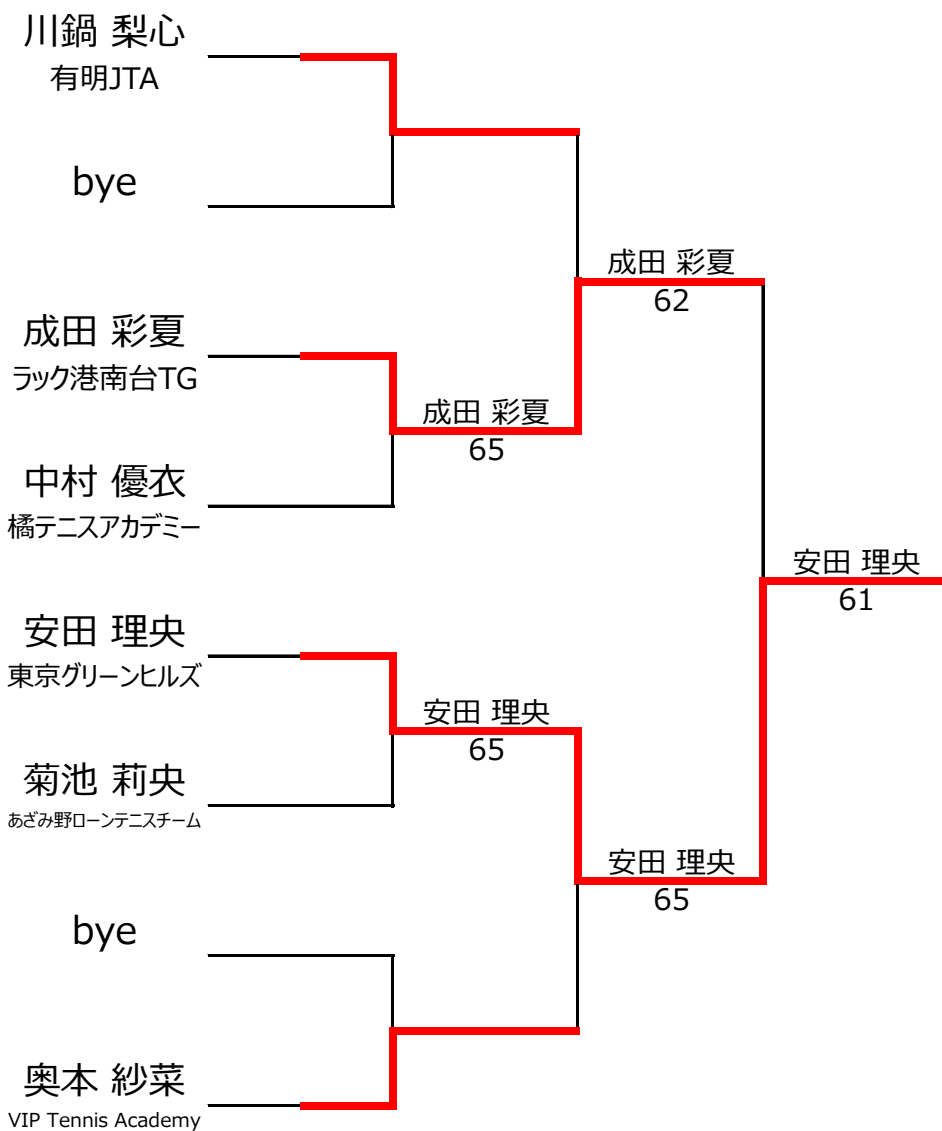 川鍋 梨心
有明JTA
bye
成田 彩夏
62
成田 彩夏
ラック港南台TG
成田 彩夏
65
中村 優衣
橘テニスアカデミー
安田 理央
61
安田 理央
東京グリーンヒルズ
安田 理央
65
菊池 莉央
あざみ野ローンテニスチーム
安田 理央
65
bye
奥本 紗菜
VIP Tennis Academy